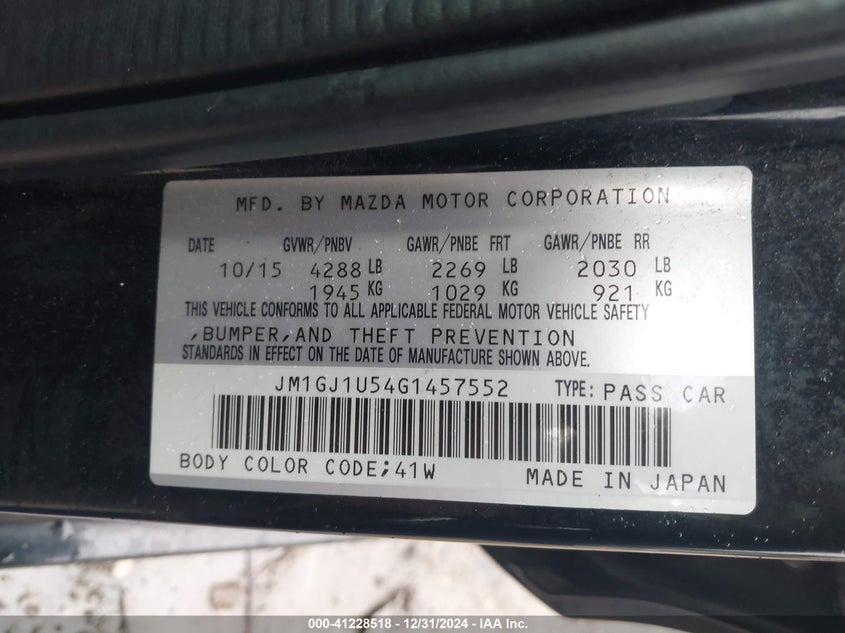 MFD. BY MAZDA MOTOR CORPORATION
DATE GVWR/PNBV GAWR/PNBE FRT GAWR/PNBE RR
10/15 4288 LB 2269 LB 2030 LB
1945 KG 1029 KG 921 KG
THIS VEHICLE CONFORMS TO ALL APPLICABLE FEDERAL MOTOR VEHICLE SAFETY
,BUMPER,AND THEFT PREVENTION
STANDARDS IN EFFECT ON THE DATE OF MANUFACTURE SHOWN ABOVE.
JM1GJ1U54G1457552 TYPE: PASS CAR
BODY COLOR CODE;41W MADE IN JAPAN
000-41228518 - 12/31/2024 - IAA Inc.